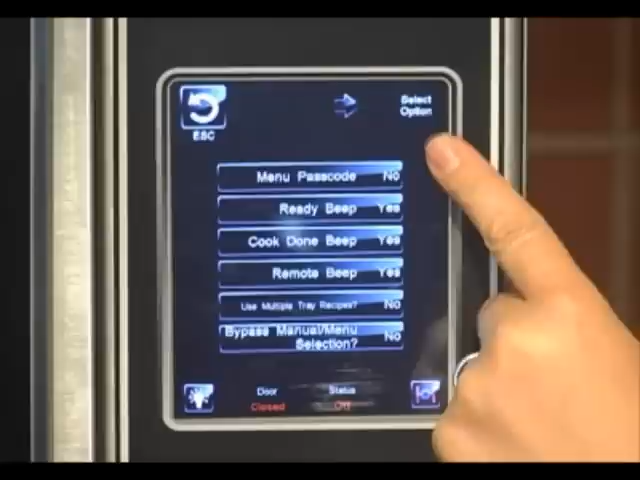 Select
Option
ESC
Menu Passcode No
Ready Beep Yes
Cook Done Beep Yes
Remote Beep Yes
Use Multiple Tray Recipes? No
Bypass Manual/Menu
Selection? No
Door Status
Closed Off